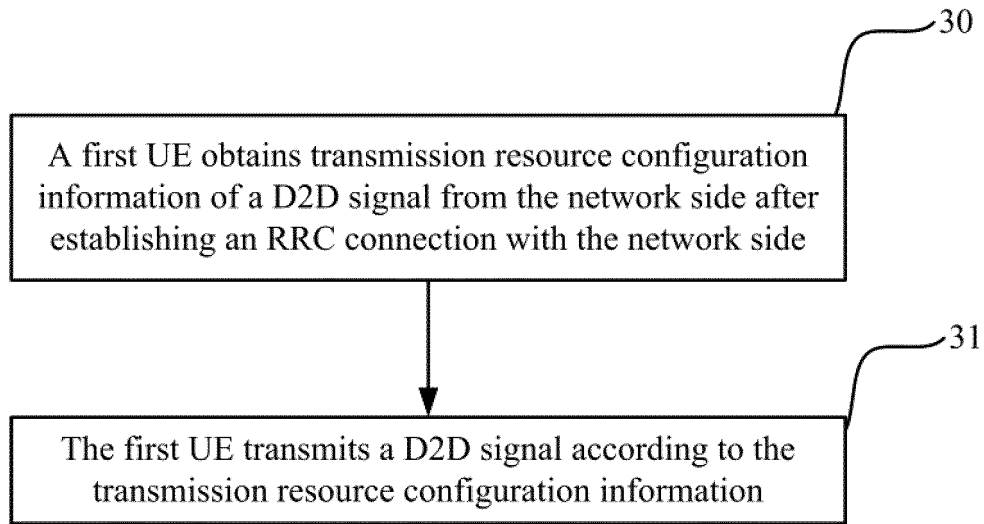 30
A first UE obtains transmission resource configuration
information of a D2D signal from the network side after
establishing an RRC connection with the network side
31
The first UE transmits a D2D signal according to the
transmission resource configuration information